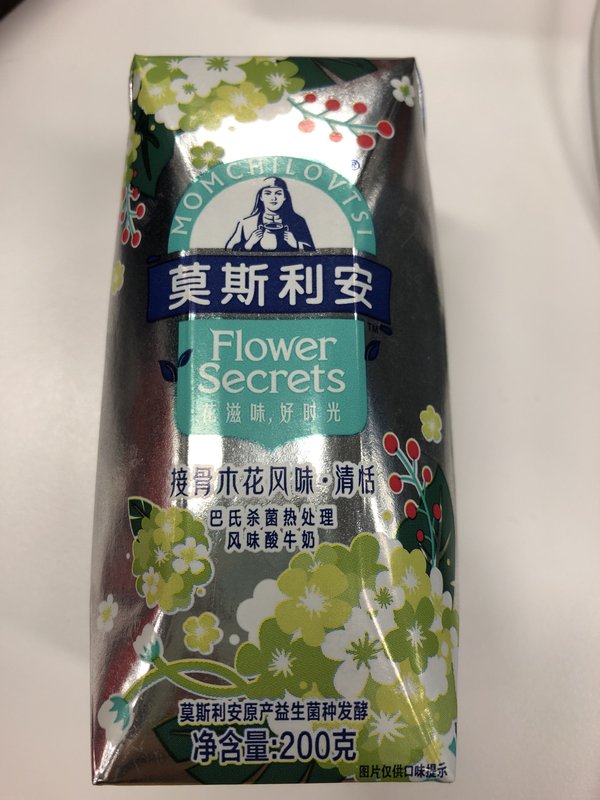 MOMCHILOVTSI®
莫斯利安
TM
Flower
Secrets
花滋味,好时光
接骨木花风味·清恬
巴氏杀菌热处理
风味酸牛奶
莫斯利安原产益生菌种发酵
净含量:200克
图片仅供口味提示